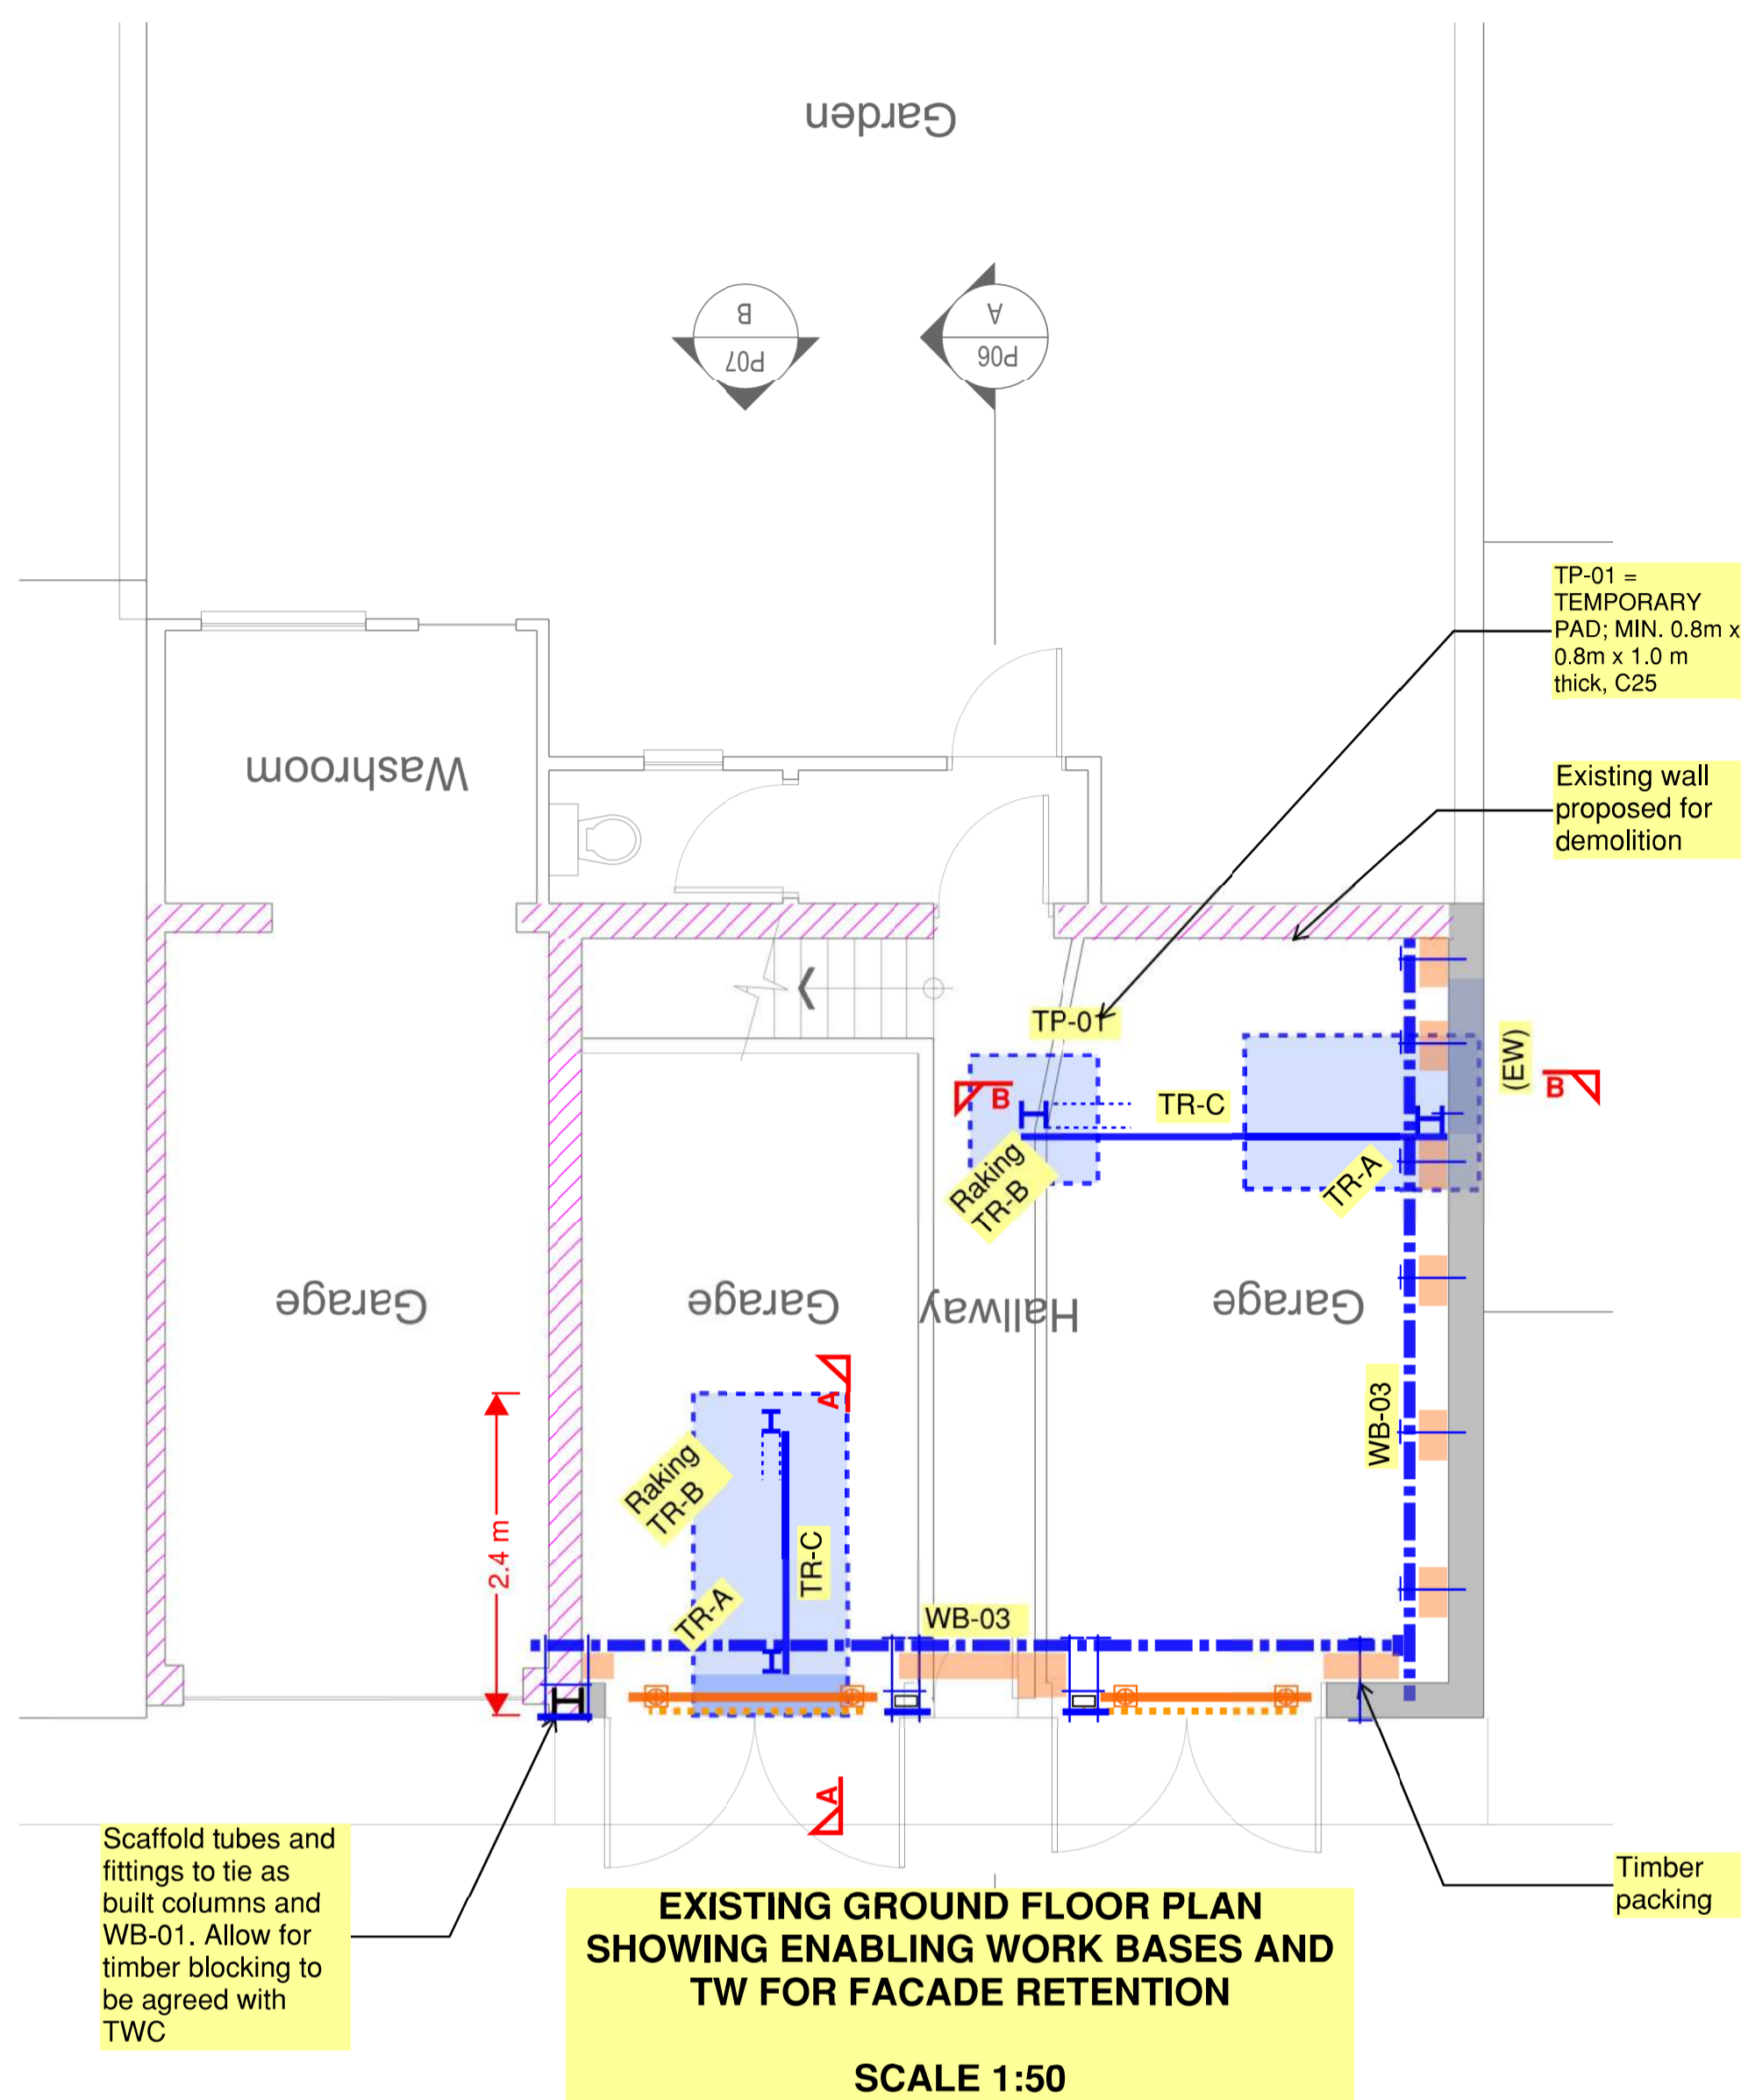 Garden
B
P07
A
P06
TP-01 =
TEMPORARY
PAD; MIN. 0.8m x
0.8m x 1.0 m
thick, C25
Existing wall
proposed for
demolition
Washroom
TP-01
(EW)
B
B
TR-C
Raking
TR-B
TR-A
Garage
Garage
Hallway
Garage
A
WB-03
Raking
TR-B
TR-C
2.4 m
TR-A
WB-03
A
Scaffold tubes and
fittings to tie as
built columns and
WB-01. Allow for
timber blocking to
be agreed with
TWC
Timber
packing
EXISTING GROUND FLOOR PLAN
SHOWING ENABLING WORK BASES AND
TW FOR FACADE RETENTION
SCALE 1:50